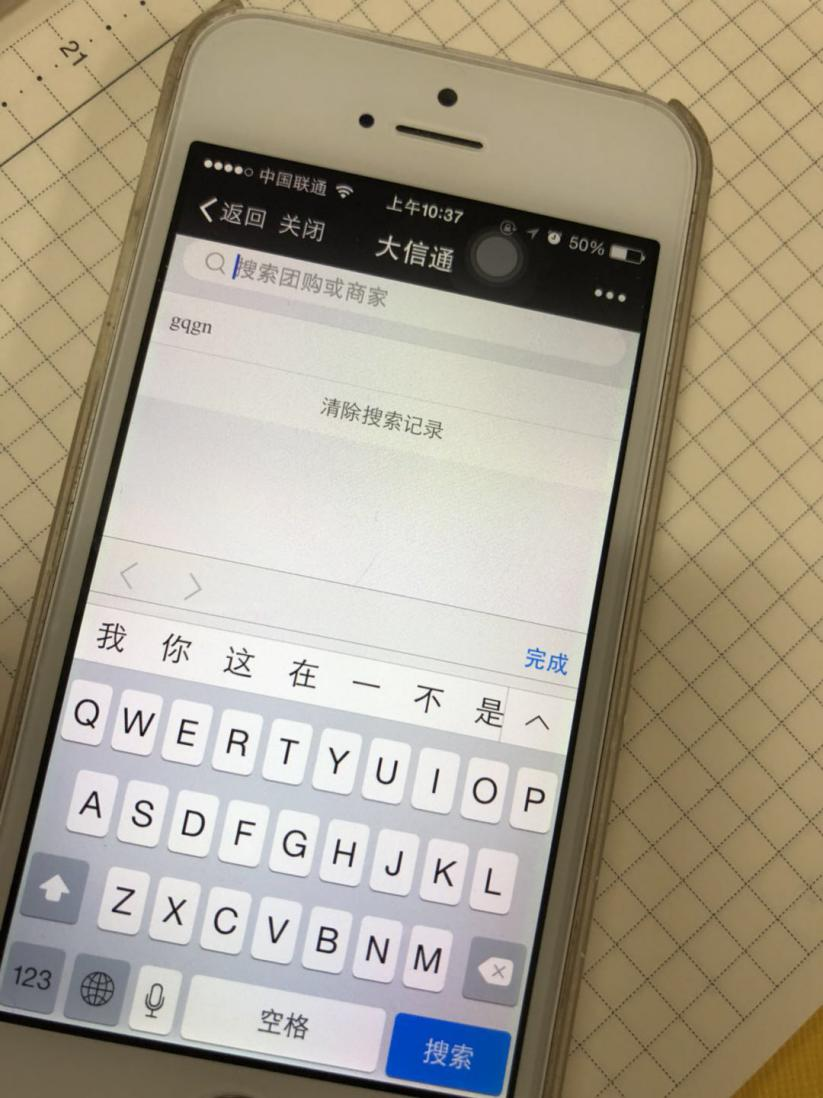 21
中国联通 上午10:37 50%
返回 关闭 大信通
搜索团购或商家
gqgn
清除搜索记录
完成
我 你 这 在 一 不 是
Q W E R T Y U I O P
A S D F G H J K L
Z X C V B N M
123 空格 搜索